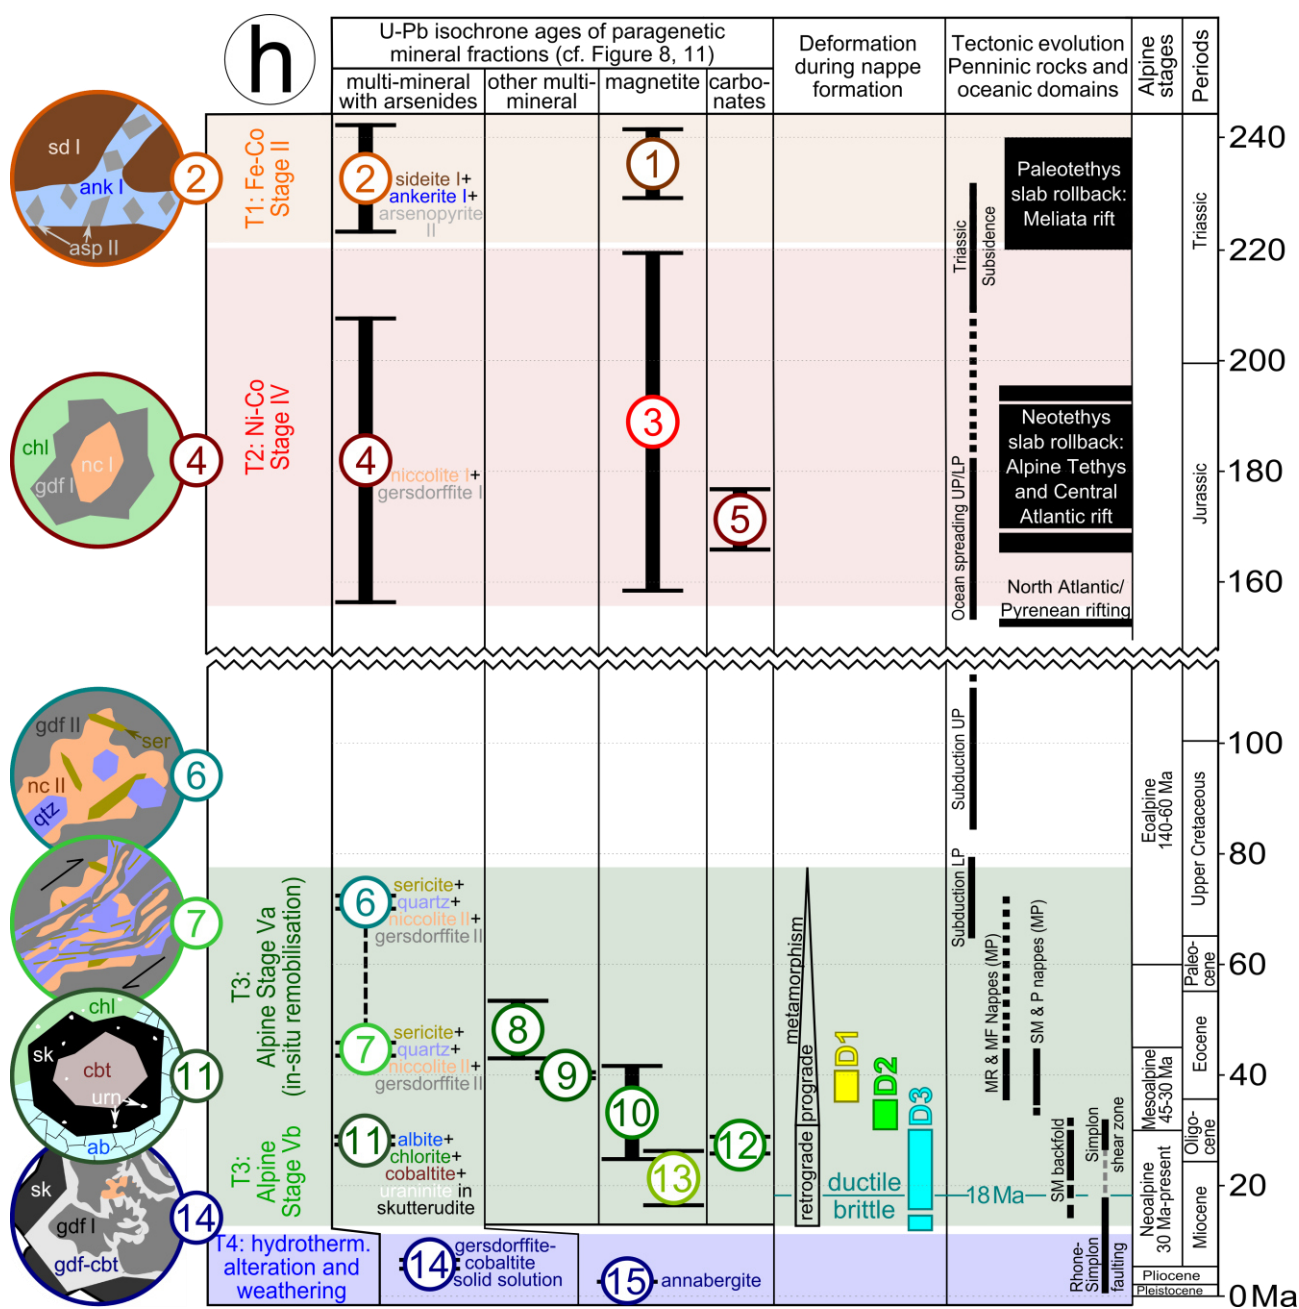 h
U-Pb isochrone ages of paragenetic
mineral fractions (cf. Figure 8, 11)
multi-mineral
with arsenides
other multi-
mineral
magnetite
carbo-
nates
Deformation
during nappe
formation
Tectonic evolution
Penninic rocks and
oceanic domains
Alpine
stages
Periods
sd I
ank I
asp II
2
T1: Fe-Co
Stage II
2
sideite I+
ankerite I+
arsenopyrite
II
1
Triassic
Subsidence
Paleotethys
slab rollback:
Meliata rift
Triassic
240
220
200
180
160
chl
nc I
gdf I
4
T2: Ni-Co
Stage IV
4
niccolite I+
gersdorffite I
3
5
Ocean spreading UP/LP
Neotethys
slab rollback:
Alpine Tethys
and Central
Atlantic rift
North Atlantic/
Pyrenean rifting
Jurassic
gdf II
ser
nc II
qtz
6
7
chl
sk
cbt
urn
ab
11
sk
gdf I
gdf-cbt
14
T3:
Alpine Stage Va
(in-situ remobilisation)
T3:
Alpine
Stage Vb
6
sericite+
quartz+
niccolite II+
gersdorffite II
7
sericite+
quartz+
niccolite II+
gersdorffite II
11
albite+
chlorite+
cobaltite+
uraninite in
skutterudite
8
9
10
13
12
metamorphism
prograde
retrograde
D1
D2
D3
ductile
brittle
18 Ma
Subduction UP
Subduction LP
MR & MF Nappes (MP)
SM & P nappes (MP)
SM backfold
Simplon
shear zone
Rhone-
Simplon
faulting
Eoalpine
140-60 Ma
Mesoalpine
45-30 Ma
Neoalpine
30 Ma-present
Upper Cretaceous
Paleo-
cene
Eocene
Oligo-
cene
Miocene
Pliocene
Pleistocene
100
80
60
40
20
0 Ma
T4: hydrotherm.
alteration and
weathering
14
gersdorffite-
cobaltite
solid solution
15
annabergite